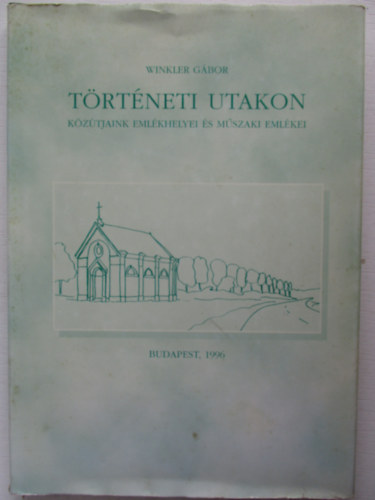 WINKLER GÁBOR
TÖRTÉNETI UTAKON
KÖZÚTJAINK EMLÉKHELYEI ÉS MŰSZAKI EMLÉKEI
BUDAPEST, 1996